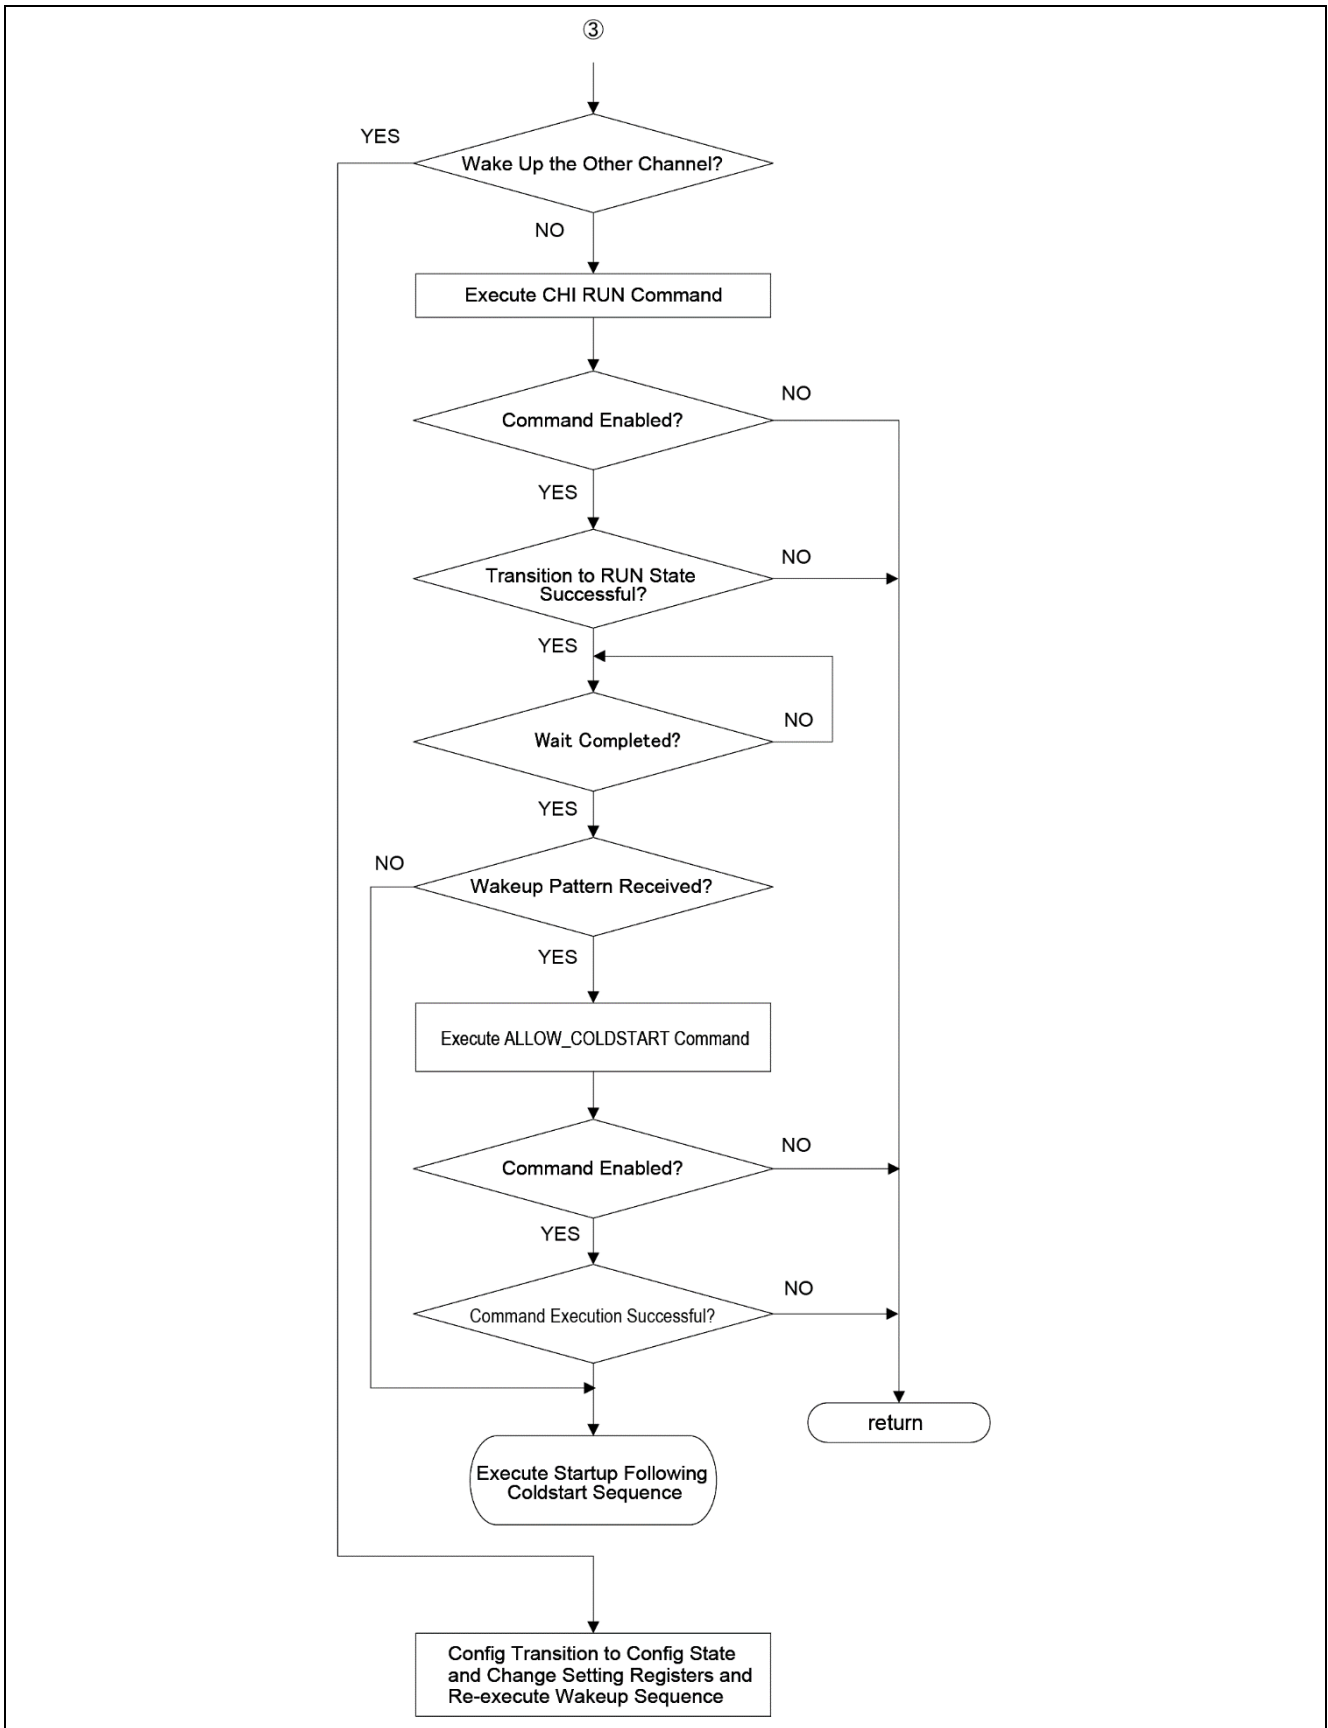 ③
YES
Wake Up the Other Channel?
NO
Execute CHI RUN Command
NO
Command Enabled?
YES
NO
Transition to RUN State
Successful?
YES
NO
Wait Completed?
YES
NO
Wakeup Pattern Received?
YES
Execute ALLOW_COLDSTART Command
NO
Command Enabled?
YES
NO
Command Execution Successful?
return
Execute Startup Following
Coldstart Sequence
Config Transition to Config State
and Change Setting Registers and
Re-execute Wakeup Sequence